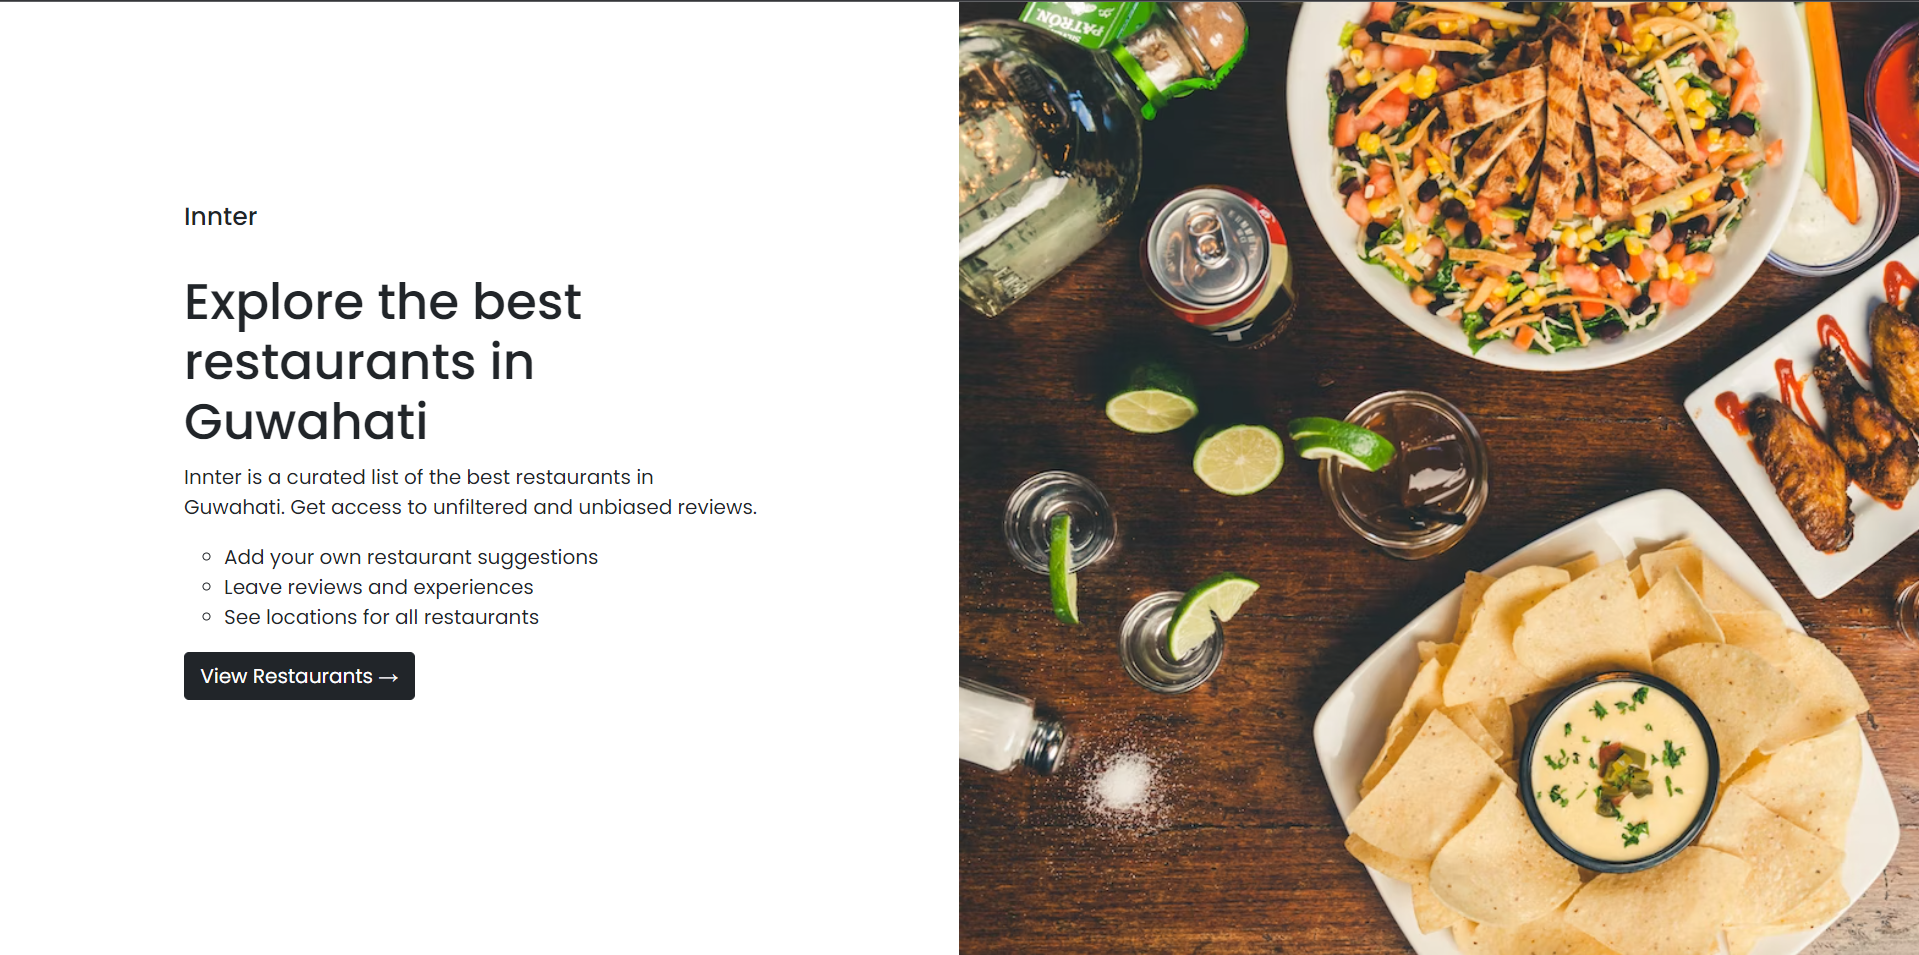 Innter
Explore the best
restaurants in
Guwahati
Innter is a curated list of the best restaurants in
Guwahati. Get access to unfiltered and unbiased reviews.
Add your own restaurant suggestions
Leave reviews and experiences
See locations for all restaurants
View Restaurants →
PATRÓN
SILVER